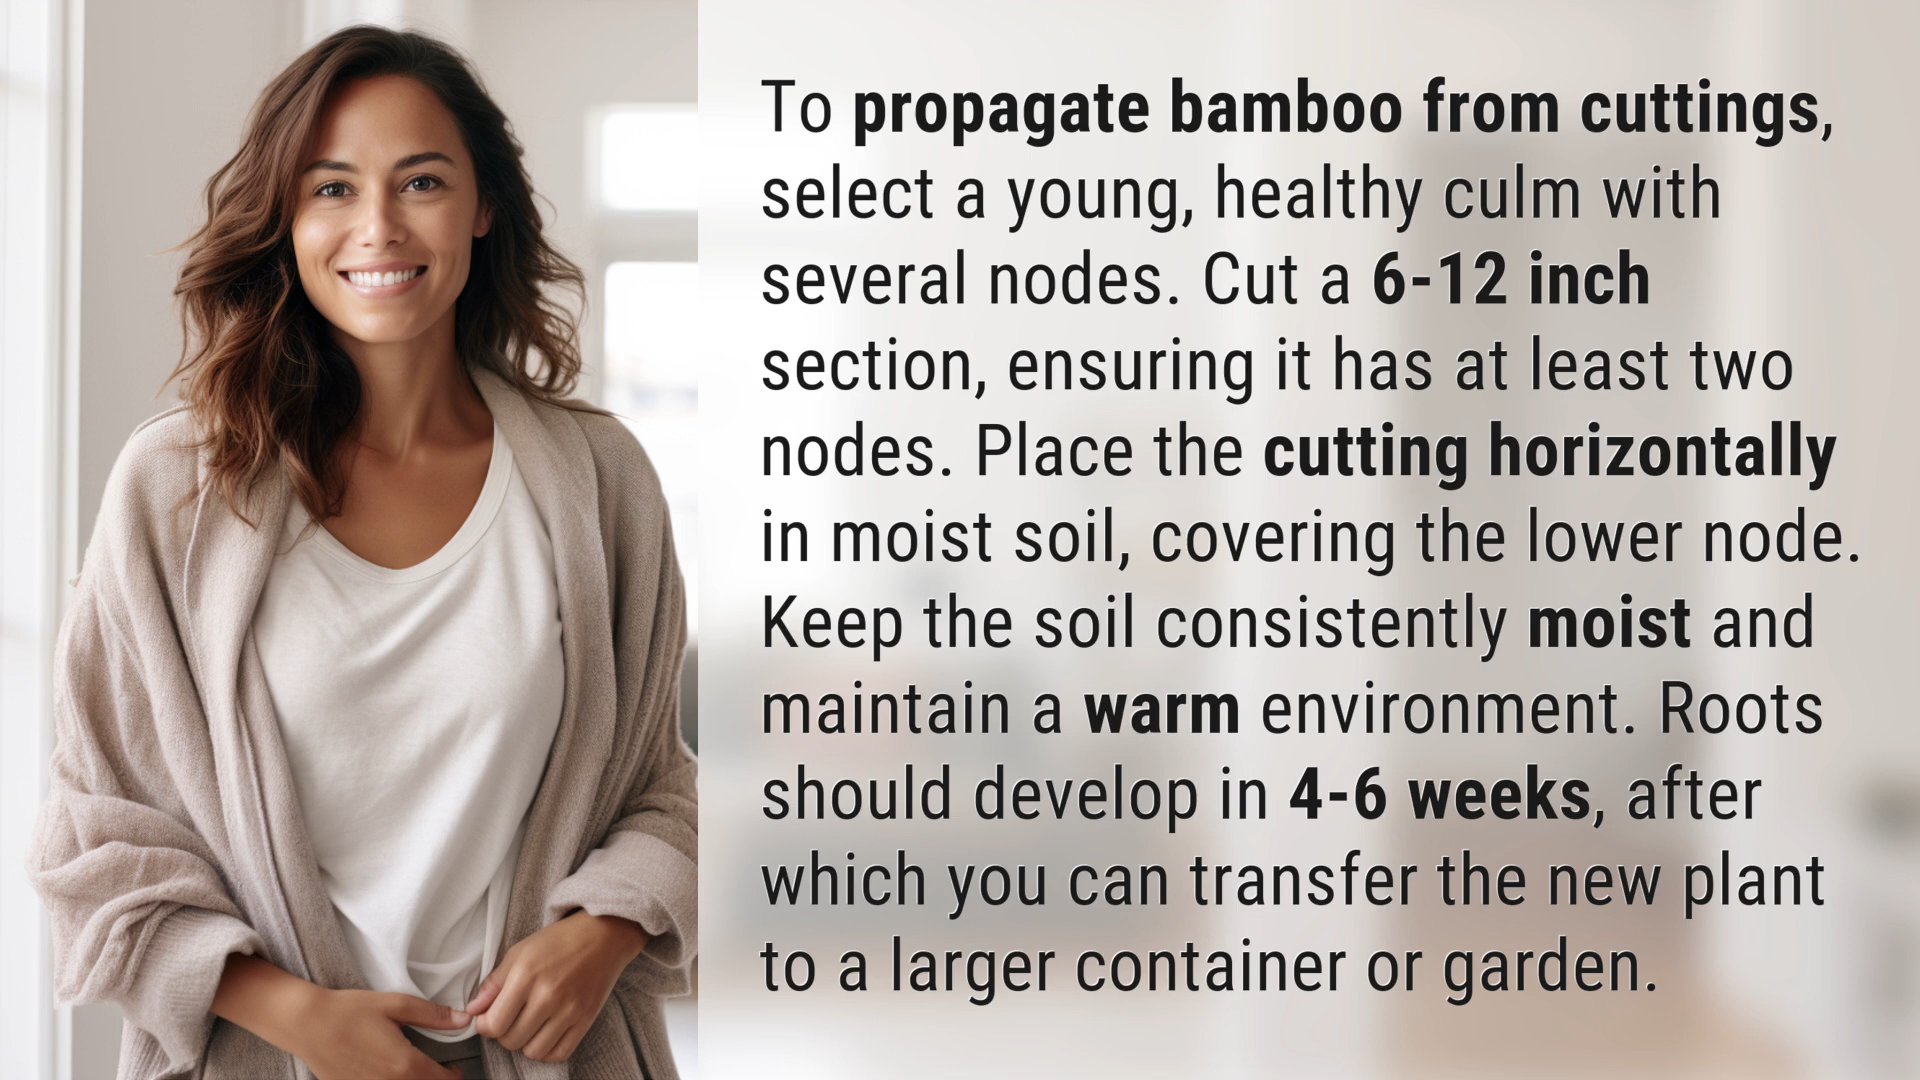 To propagate bamboo from cuttings,
select a young, healthy culm with
several nodes. Cut a 6-12 inch
section, ensuring it has at least two
nodes. Place the cutting horizontally
in moist soil, covering the lower node.
Keep the soil consistently moist and
maintain a warm environment. Roots
should develop in 4-6 weeks, after
which you can transfer the new plant
to a larger container or garden.